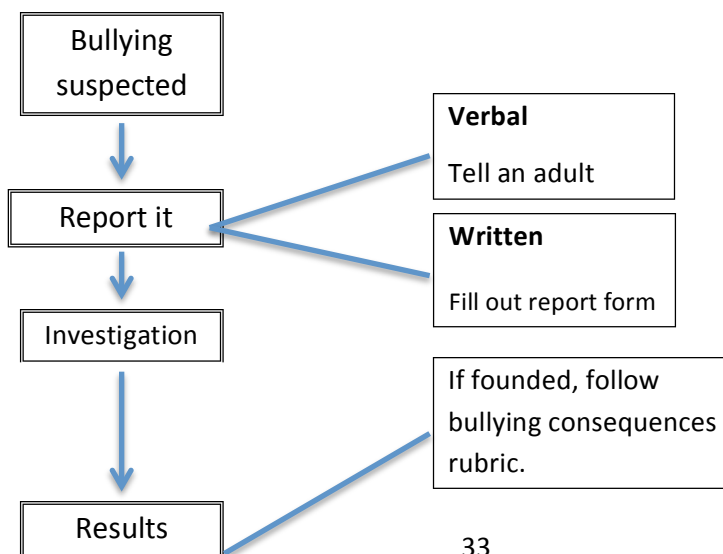 Bullying
suspected
Verbal
Tell an adult
Report it
Written
Fill out report form
Investigation
If founded, follow
bullying consequences
rubric.
Results
33